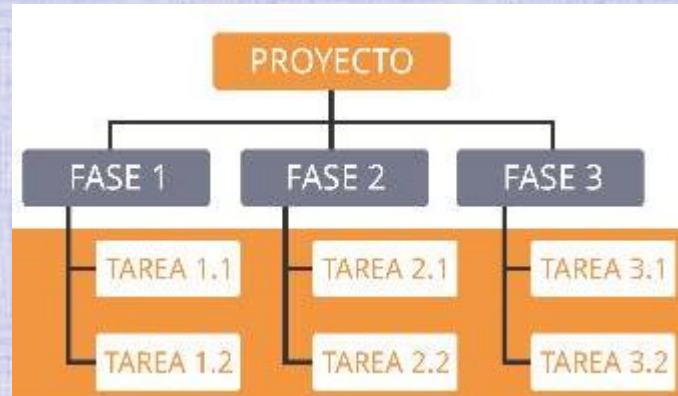 PROYECTO
FASE 1
FASE 2
FASE 3
TAREA 1.1
TAREA 2.1
TAREA 3.1
TAREA 1.2
TAREA 2.2
TAREA 3.2